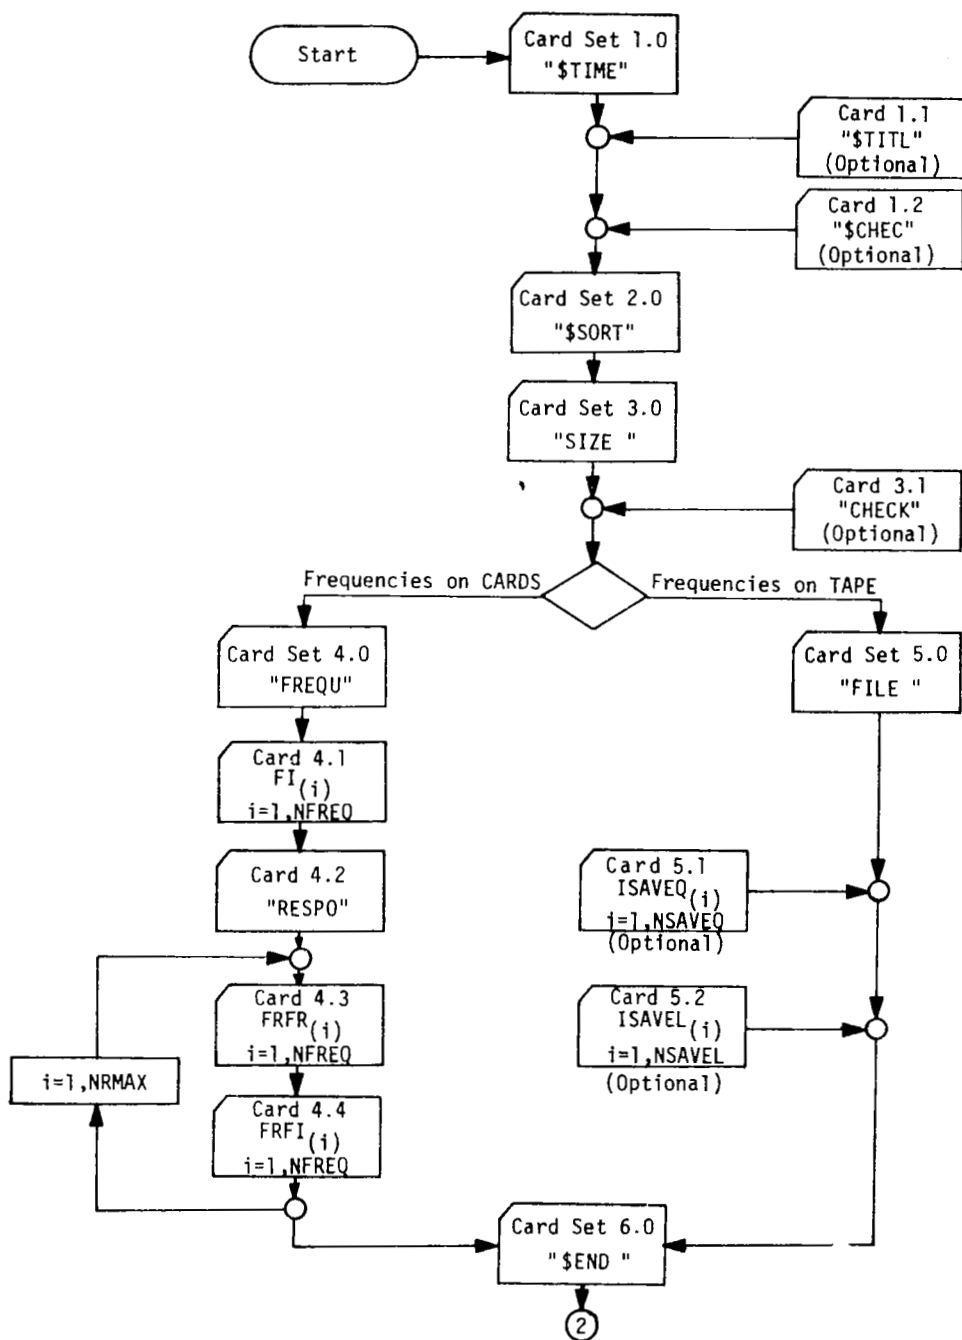 Start
Card Set 1.0
"$TIME"
Card 1.1
"$TITL"
(Optional)
Card 1.2
"$CHEC"
(Optional)
Card Set 2.0
"$SORT"
Card Set 3.0
"SIZE "
Card 3.1
"CHECK"
(Optional)
Frequencies on CARDS
Frequencies on TAPE
Card Set 4.0
"FREQU"
Card Set 5.0
"FILE "
Card 4.1
FI(i)
i=1,NFREQ
Card 4.2
"RESPO"
Card 5.1
ISAVEQ(i)
i=1,NSAVEQ
(Optional)
Card 4.3
FRFR(i)
i=1,NFREQ
Card 5.2
ISAVEL(i)
i=1,NSAVEL
(Optional)
i=1,NRMAX
Card 4.4
FRFI(i)
i=1,NFREQ
Card Set 6.0
"$END "
2